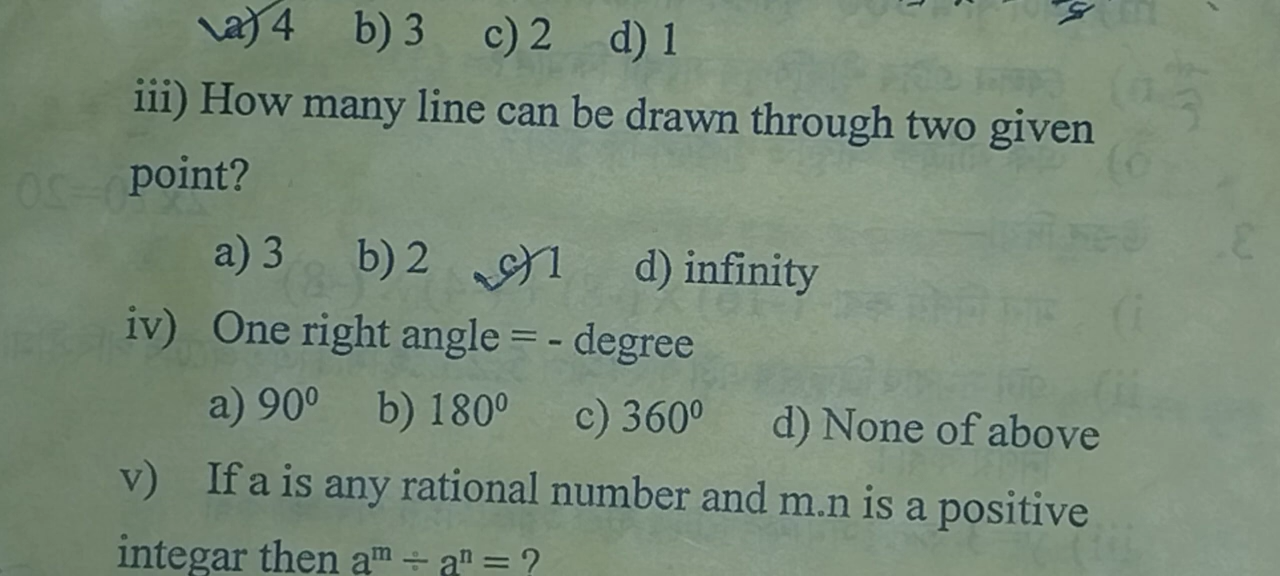 a) 4 b) 3 c) 2 d) 1
iii) How many line can be drawn through two given
point?
a) 3 b) 2 c) 1 d) infinity
iv) One right angle = - degree
a) 90⁰ b) 180⁰ c) 360⁰ d) None of above
v) If a is any rational number and m.n is a positive
integar then aᵐ ÷ aⁿ = ?